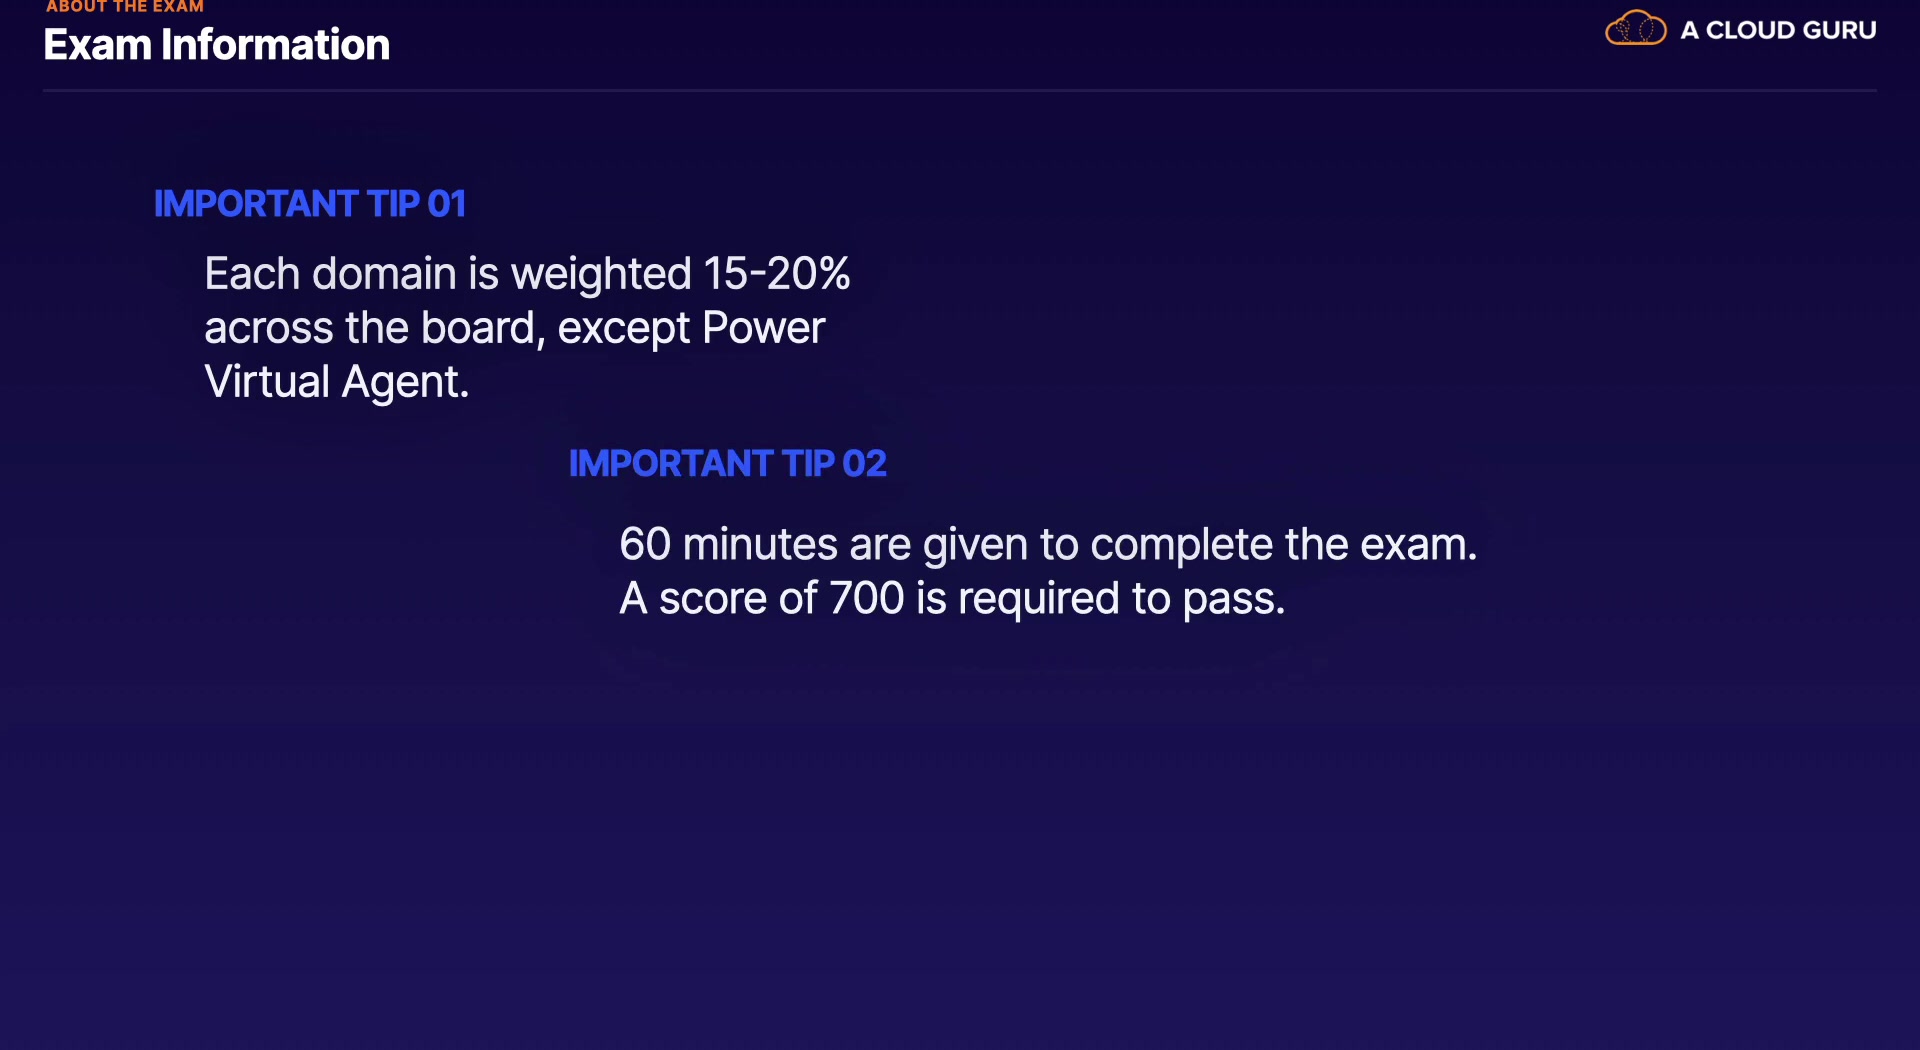 ABOUT THE EXAM
Exam Information
A CLOUD GURU
IMPORTANT TIP 01
Each domain is weighted 15-20%
across the board, except Power
Virtual Agent.
IMPORTANT TIP 02
60 minutes are given to complete the exam.
A score of 700 is required to pass.